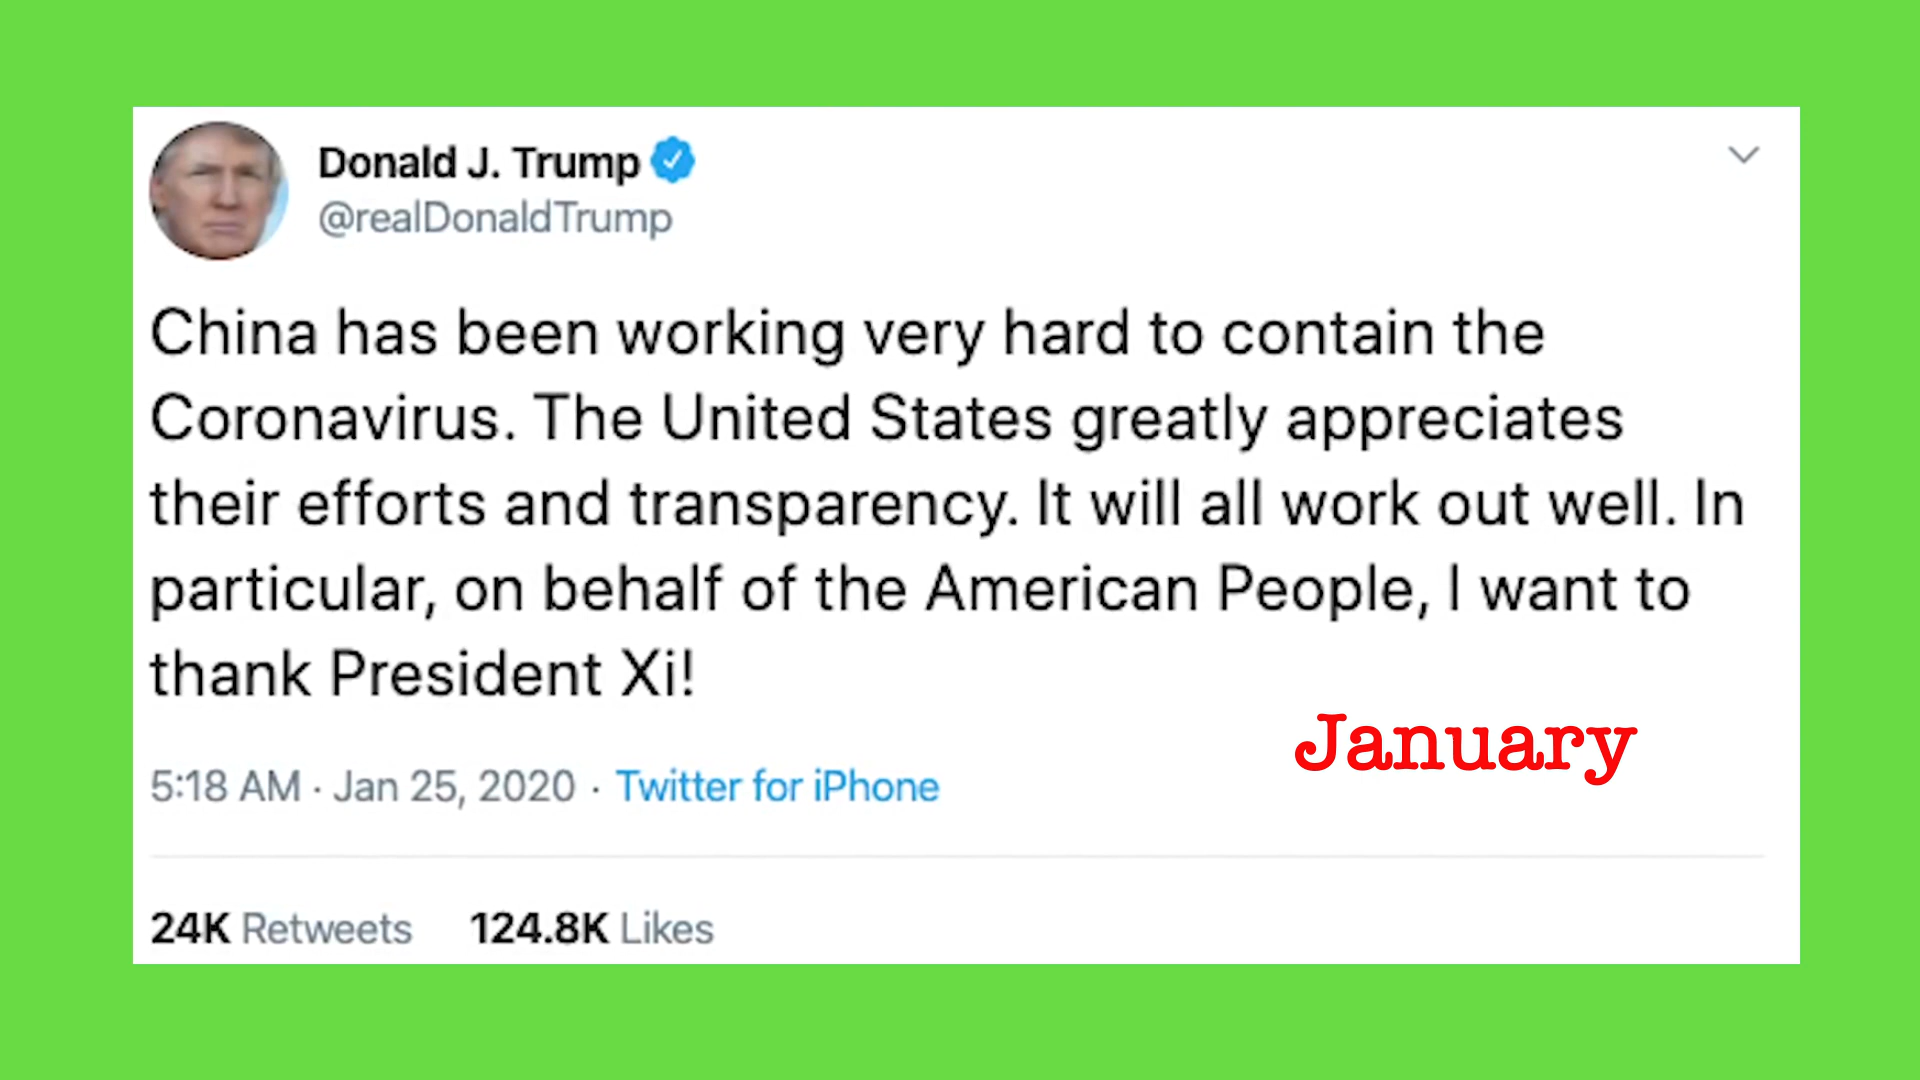 Donald J. Trump
@realDonaldTrump
China has been working very hard to contain the
Coronavirus. The United States greatly appreciates
their efforts and transparency. It will all work out well. In
particular, on behalf of the American People, I want to
thank President Xi!
January
5:18 AM · Jan 25, 2020 · Twitter for iPhone
24K Retweets 124.8K Likes